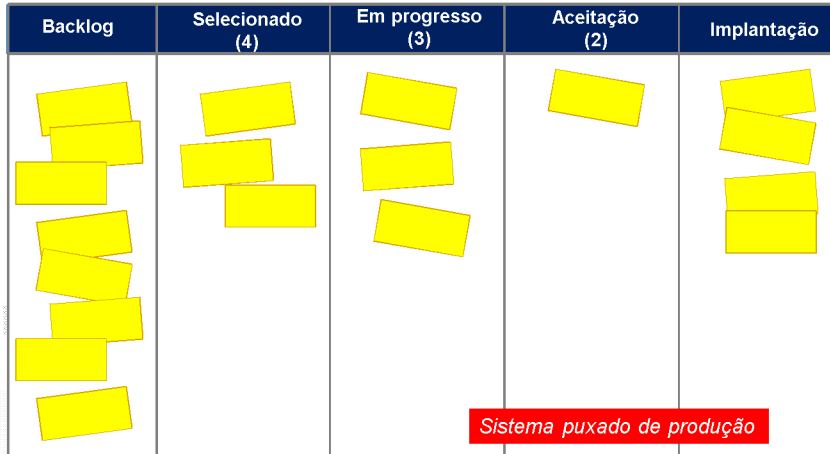 Backlog
Selecionado
(4)
Em progresso
(3)
Aceitação
(2)
Implantação
Sistema puxado de produção